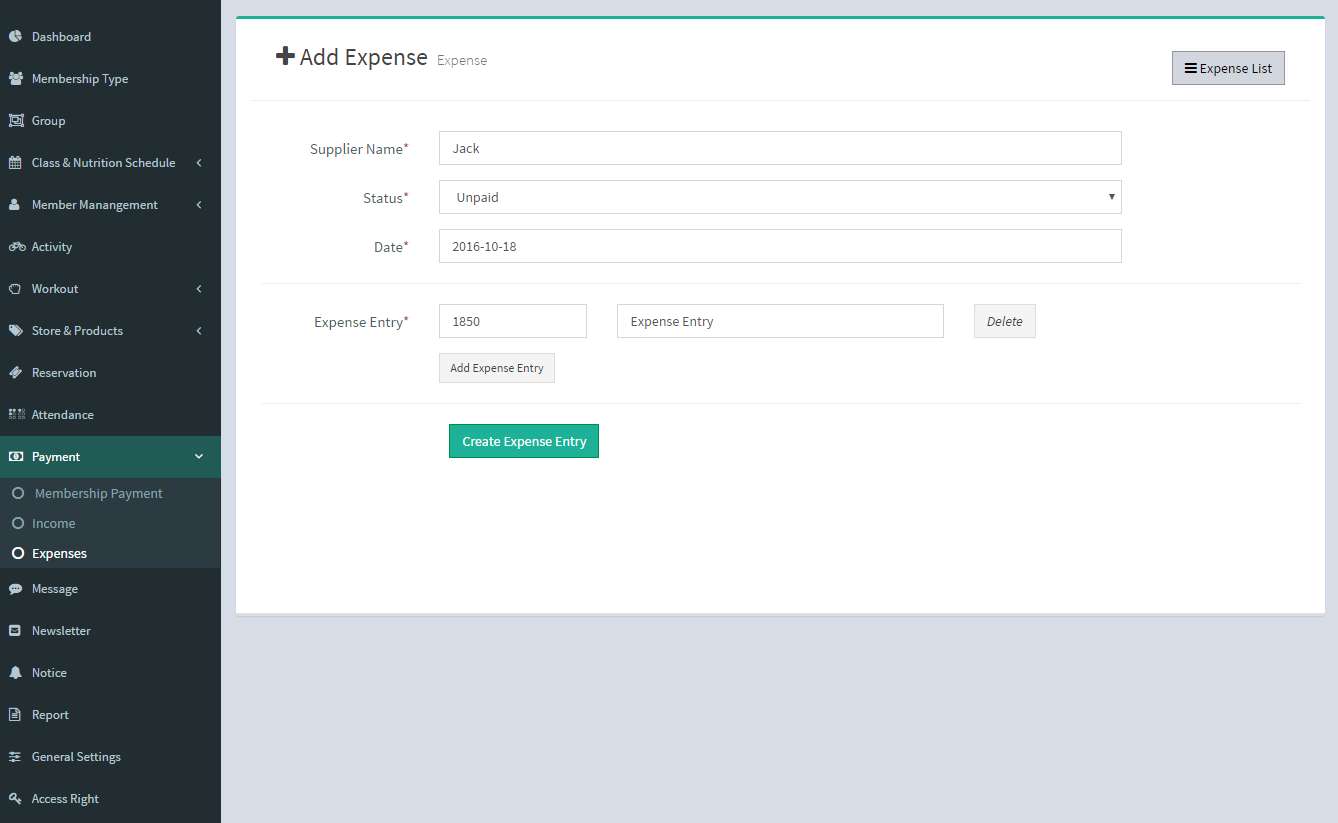 Dashboard
Membership Type
Group
Class & Nutrition Schedule
Member Manangement
Activity
Workout
Store & Products
Reservation
Attendance
Payment
Membership Payment
Income
Expenses
Message
Newsletter
Notice
Report
General Settings
Access Right
Add Expense Expense
Expense List
Supplier Name* Jack
Status* Unpaid
Date* 2016-10-18
Expense Entry* 1850 Expense Entry Delete
Add Expense Entry
Create Expense Entry